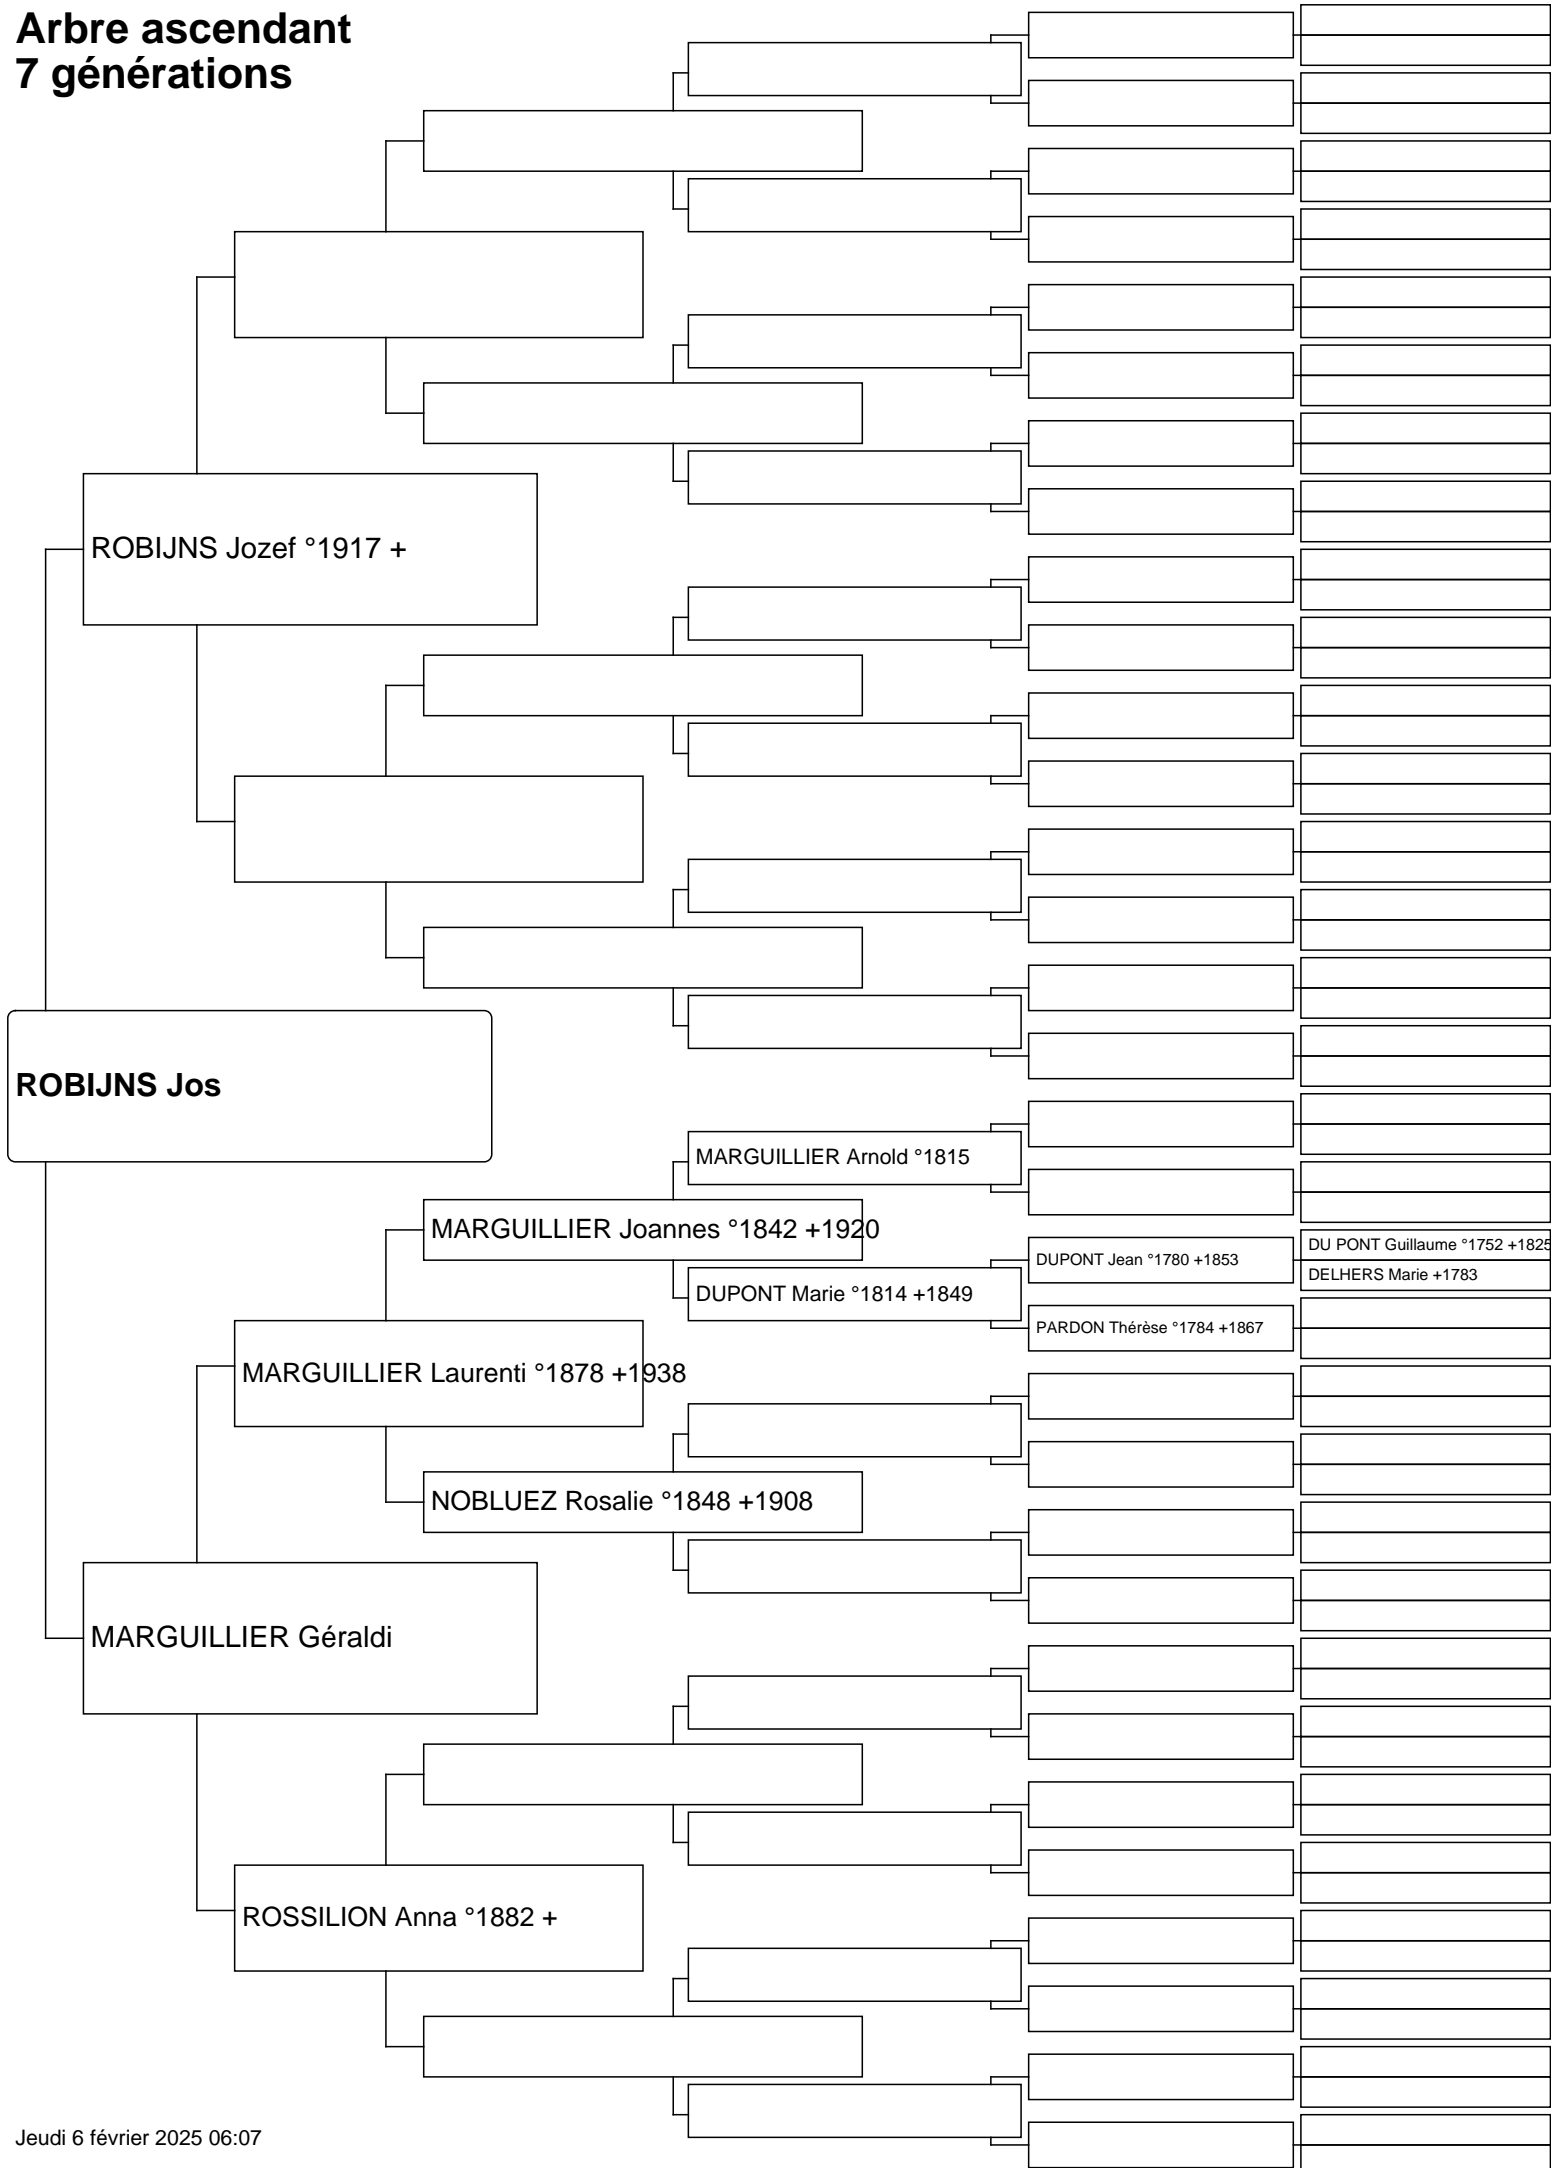 Arbre ascendant
7 générations
ROBIJNS Jozef °1917 +
ROBIJNS Jos
MARGUILLIER Arnold °1815
MARGUILLIER Joannes °1842 +1920
DU PONT Guillaume °1752 +1825
DUPONT Jean °1780 +1853
DELHERS Marie +1783
DUPONT Marie °1814 +1849
PARDON Thérèse °1784 +1867
MARGUILLIER Laurenti °1878 +1938
NOBLUEZ Rosalie °1848 +1908
MARGUILLIER Géraldi
ROSSILION Anna °1882 +
Jeudi 6 février 2025 06:07